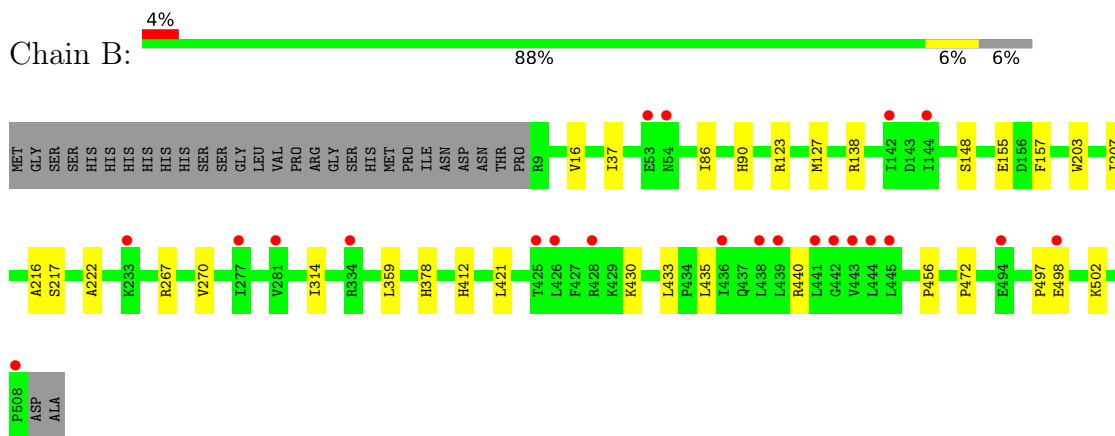 4%
Chain B:
88% 6% 6%
MET GLY SER SER HIS HIS HIS HIS HIS HIS SER SER GLY LEU VAL PRO ARG GLY SER HIS MET PRO ILE ASN ASP ASN THR PRO R9 V16 I37 E53 N54 I86 H90 R123 M127 R138 I142 D143 I144 S148 E155 D156 F157 W203
A216 S217 A222 K233 R267 V270 I277 V281 I314 R334 L359 H378 H412 L421 T425 L426 F427 R428 K429 K430 L433 P434 L435 I436 Q437 L438 L439 R440 L441 G442 V443 L444 L445 P456 P472 E494 P497 E498 K502
P508 ASP ALA